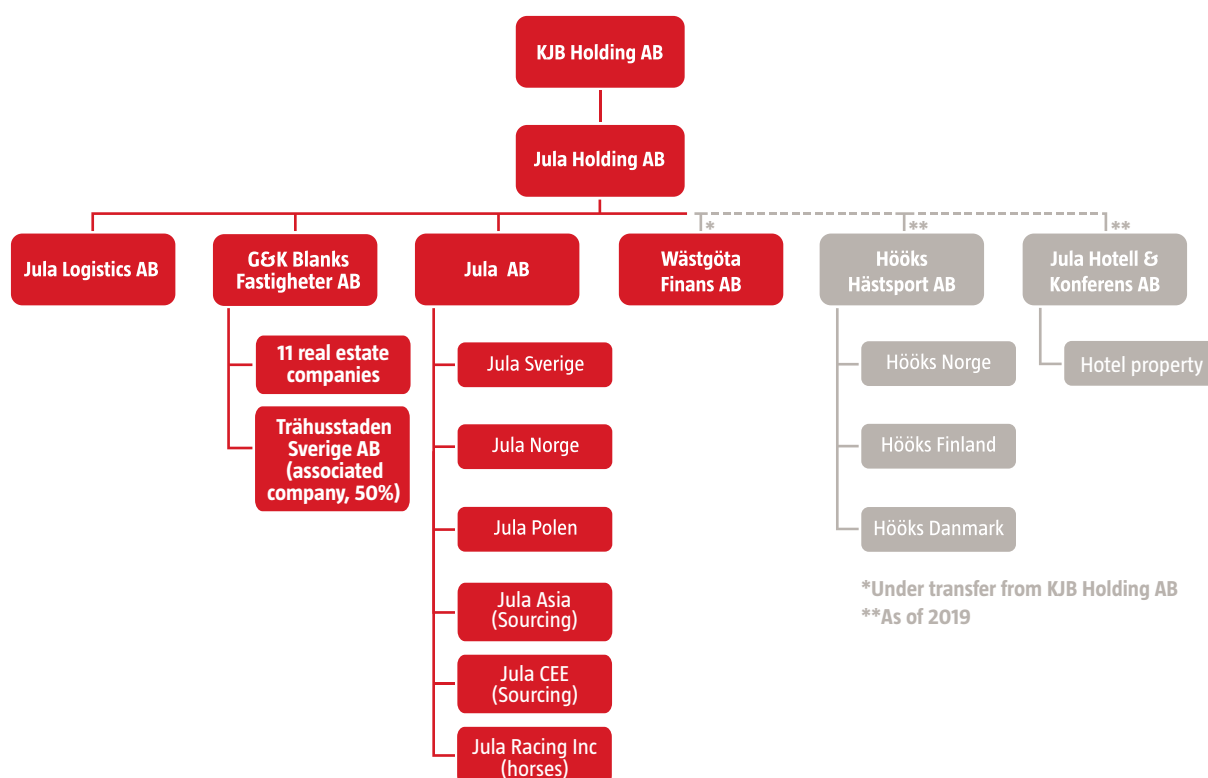 KJB Holding AB
Jula Holding AB
*
**
**
Jula Logistics AB
G&K Blanks
Fastigheter AB
Jula AB
Wästgöta
Finans AB
Hööks
Hästsport AB
Jula Hotell &
Konferens AB
11 real estate
companies
Trähusstaden
Sverige AB
(associated
company, 50%)
Jula Sverige
Jula Norge
Jula Polen
Jula Asia
(Sourcing)
Jula CEE
(Sourcing)
Jula Racing Inc
(horses)
Hööks Norge
Hööks Finland
Hööks Danmark
Hotel property
*Under transfer from KJB Holding AB
**As of 2019